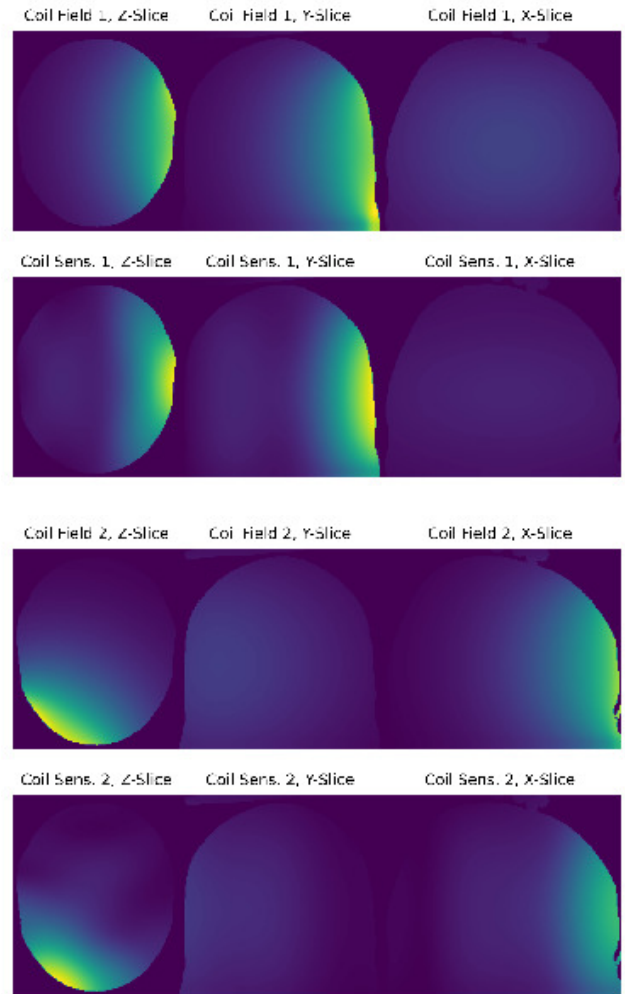 Coil Field 1, Z-Slice Coil Field 1, Y-Slice Coil Field 1, X-Slice
Coil Sens. 1, Z-Slice Coil Sens. 1, Y-Slice Coil Sens. 1, X-Slice
Coil Field 2, Z-Slice Coil Field 2, Y-Slice Coil Field 2, X-Slice
Coil Sens. 2, Z-Slice Coil Sens. 2, Y-Slice Coil Sens. 2, X-Slice